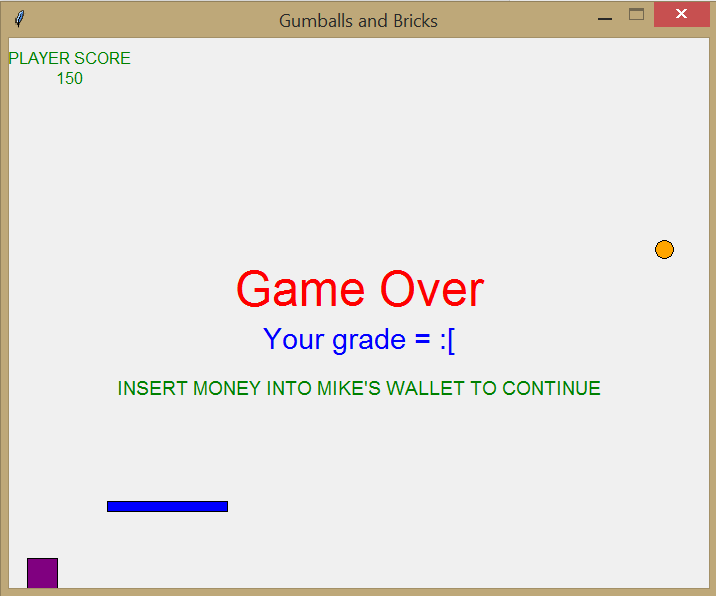 Gumballs and Bricks
PLAYER SCORE
150
Game Over
Your grade = :[
INSERT MONEY INTO MIKE'S WALLET TO CONTINUE